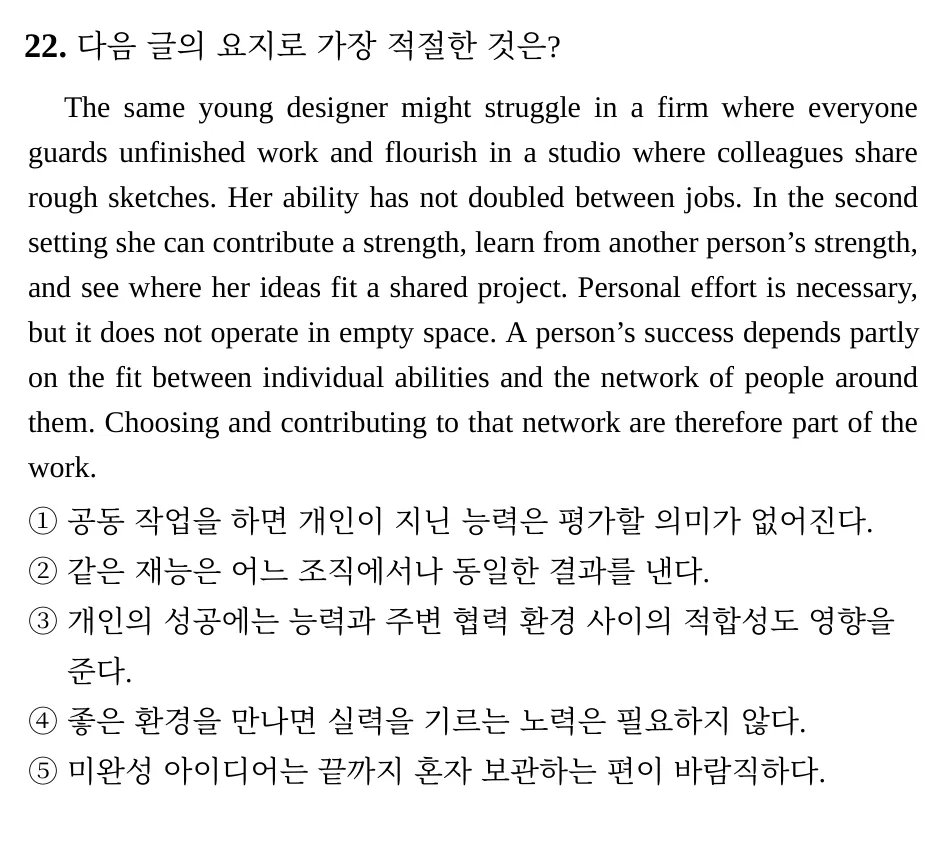 22. 다음 글의 요지로 가장 적절한 것은?
The same young designer might struggle in a firm where everyone
guards unfinished work and flourish in a studio where colleagues share
rough sketches. Her ability has not doubled between jobs. In the second
setting she can contribute a strength, learn from another person’s strength,
and see where her ideas fit a shared project. Personal effort is necessary,
but it does not operate in empty space. A person’s success depends partly
on the fit between individual abilities and the network of people around
them. Choosing and contributing to that network are therefore part of the
work.
① 공동 작업을 하면 개인이 지닌 능력은 평가할 의미가 없어진다.
② 같은 재능은 어느 조직에서나 동일한 결과를 낸다.
③ 개인의 성공에는 능력과 주변 협력 환경 사이의 적합성도 영향을
준다.
④ 좋은 환경을 만나면 실력을 기르는 노력은 필요하지 않다.
⑤ 미완성 아이디어는 끝까지 혼자 보관하는 편이 바람직하다.